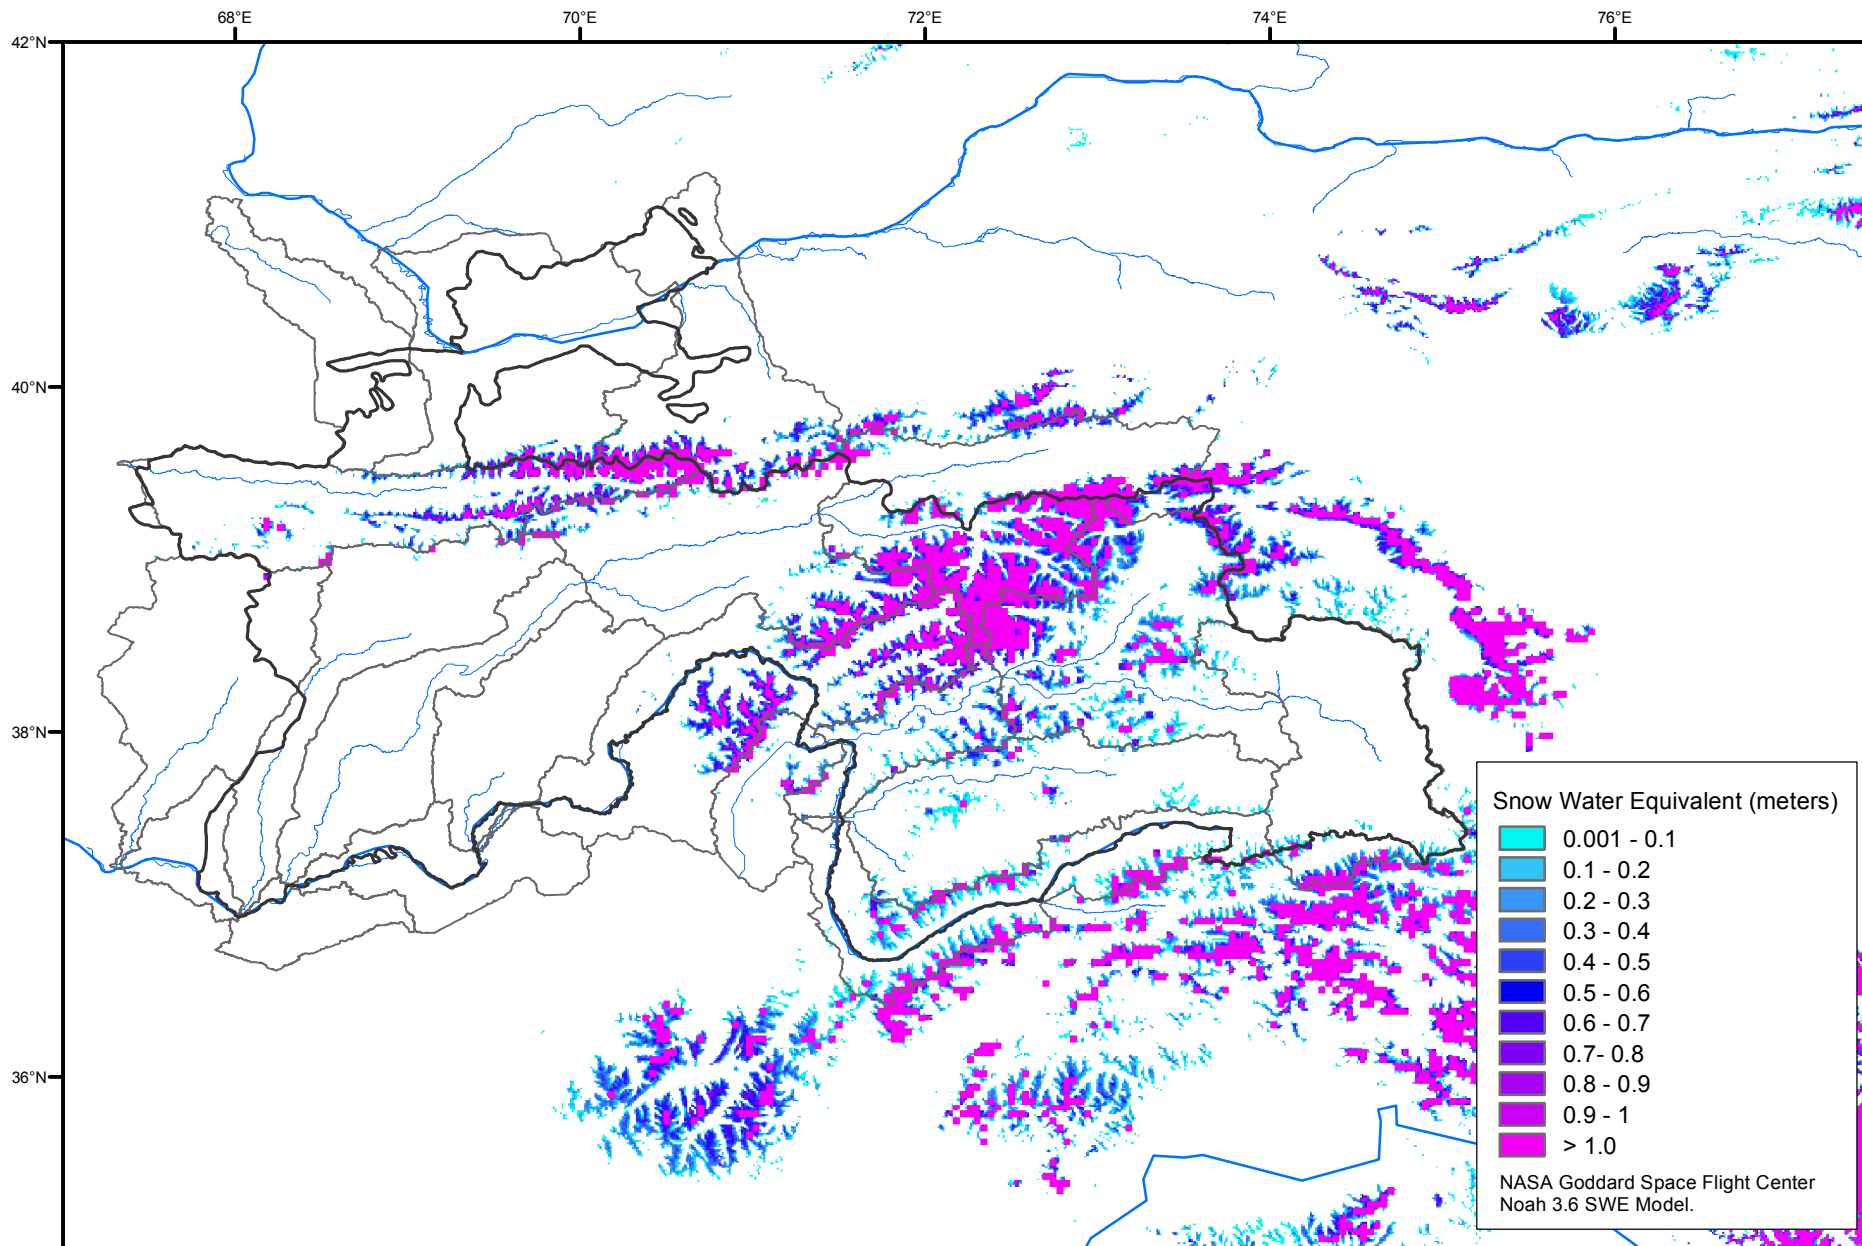 68°E
70°E
72°E
74°E
76°E
42°N
40°N
38°N
36°N
Snow Water Equivalent (meters)
0.001 - 0.1
0.1 - 0.2
0.2 - 0.3
0.3 - 0.4
0.4 - 0.5
0.5 - 0.6
0.6 - 0.7
0.7- 0.8
0.8 - 0.9
0.9 - 1
> 1.0
NASA Goddard Space Flight Center
Noah 3.6 SWE Model.